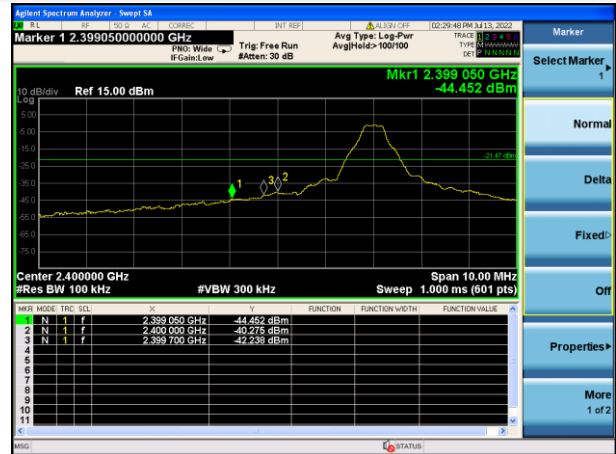 Agilent Spectrum Analyzer - Swept SA
RL RF 50 Ω AC CORREC INT REF ALIGN OFF 02:29:48 PM Jul 13, 2022
Marker 1 2.399050000000 GHz
PNO: Wide
IFGain:Low
Trig: Free Run
#Atten: 30 dB
Avg Type: Log-Pwr
Avg|Hold:>100/100
TRACE 1 2 3 4 5 6
TYPE M
DET P N N N N N
Mkr1 2.399 050 GHz
-44.452 dBm
10 dB/div Ref 15.00 dBm
Log
5.00
-5.00
-15.0
-25.0
-21.47 dBm
-35.0
1 3 2
-45.0
-55.0
-65.0
-75.0
Center 2.400000 GHz Span 10.00 MHz
#Res BW 100 kHz #VBW 300 kHz Sweep 1.000 ms (601 pts)
MKR MODE TRC SCL X Y FUNCTION FUNCTION WIDTH FUNCTION VALUE
1 N 1 f 2.399 050 GHz -44.452 dBm
2 N 1 f 2.400 000 GHz -40.275 dBm
3 N 1 f 2.399 700 GHz -42.238 dBm
4
5
6
7
8
9
10
11
MSG STATUS
Marker
Select Marker
1
Normal
Delta
Fixed
Off
Properties
More
1 of 2